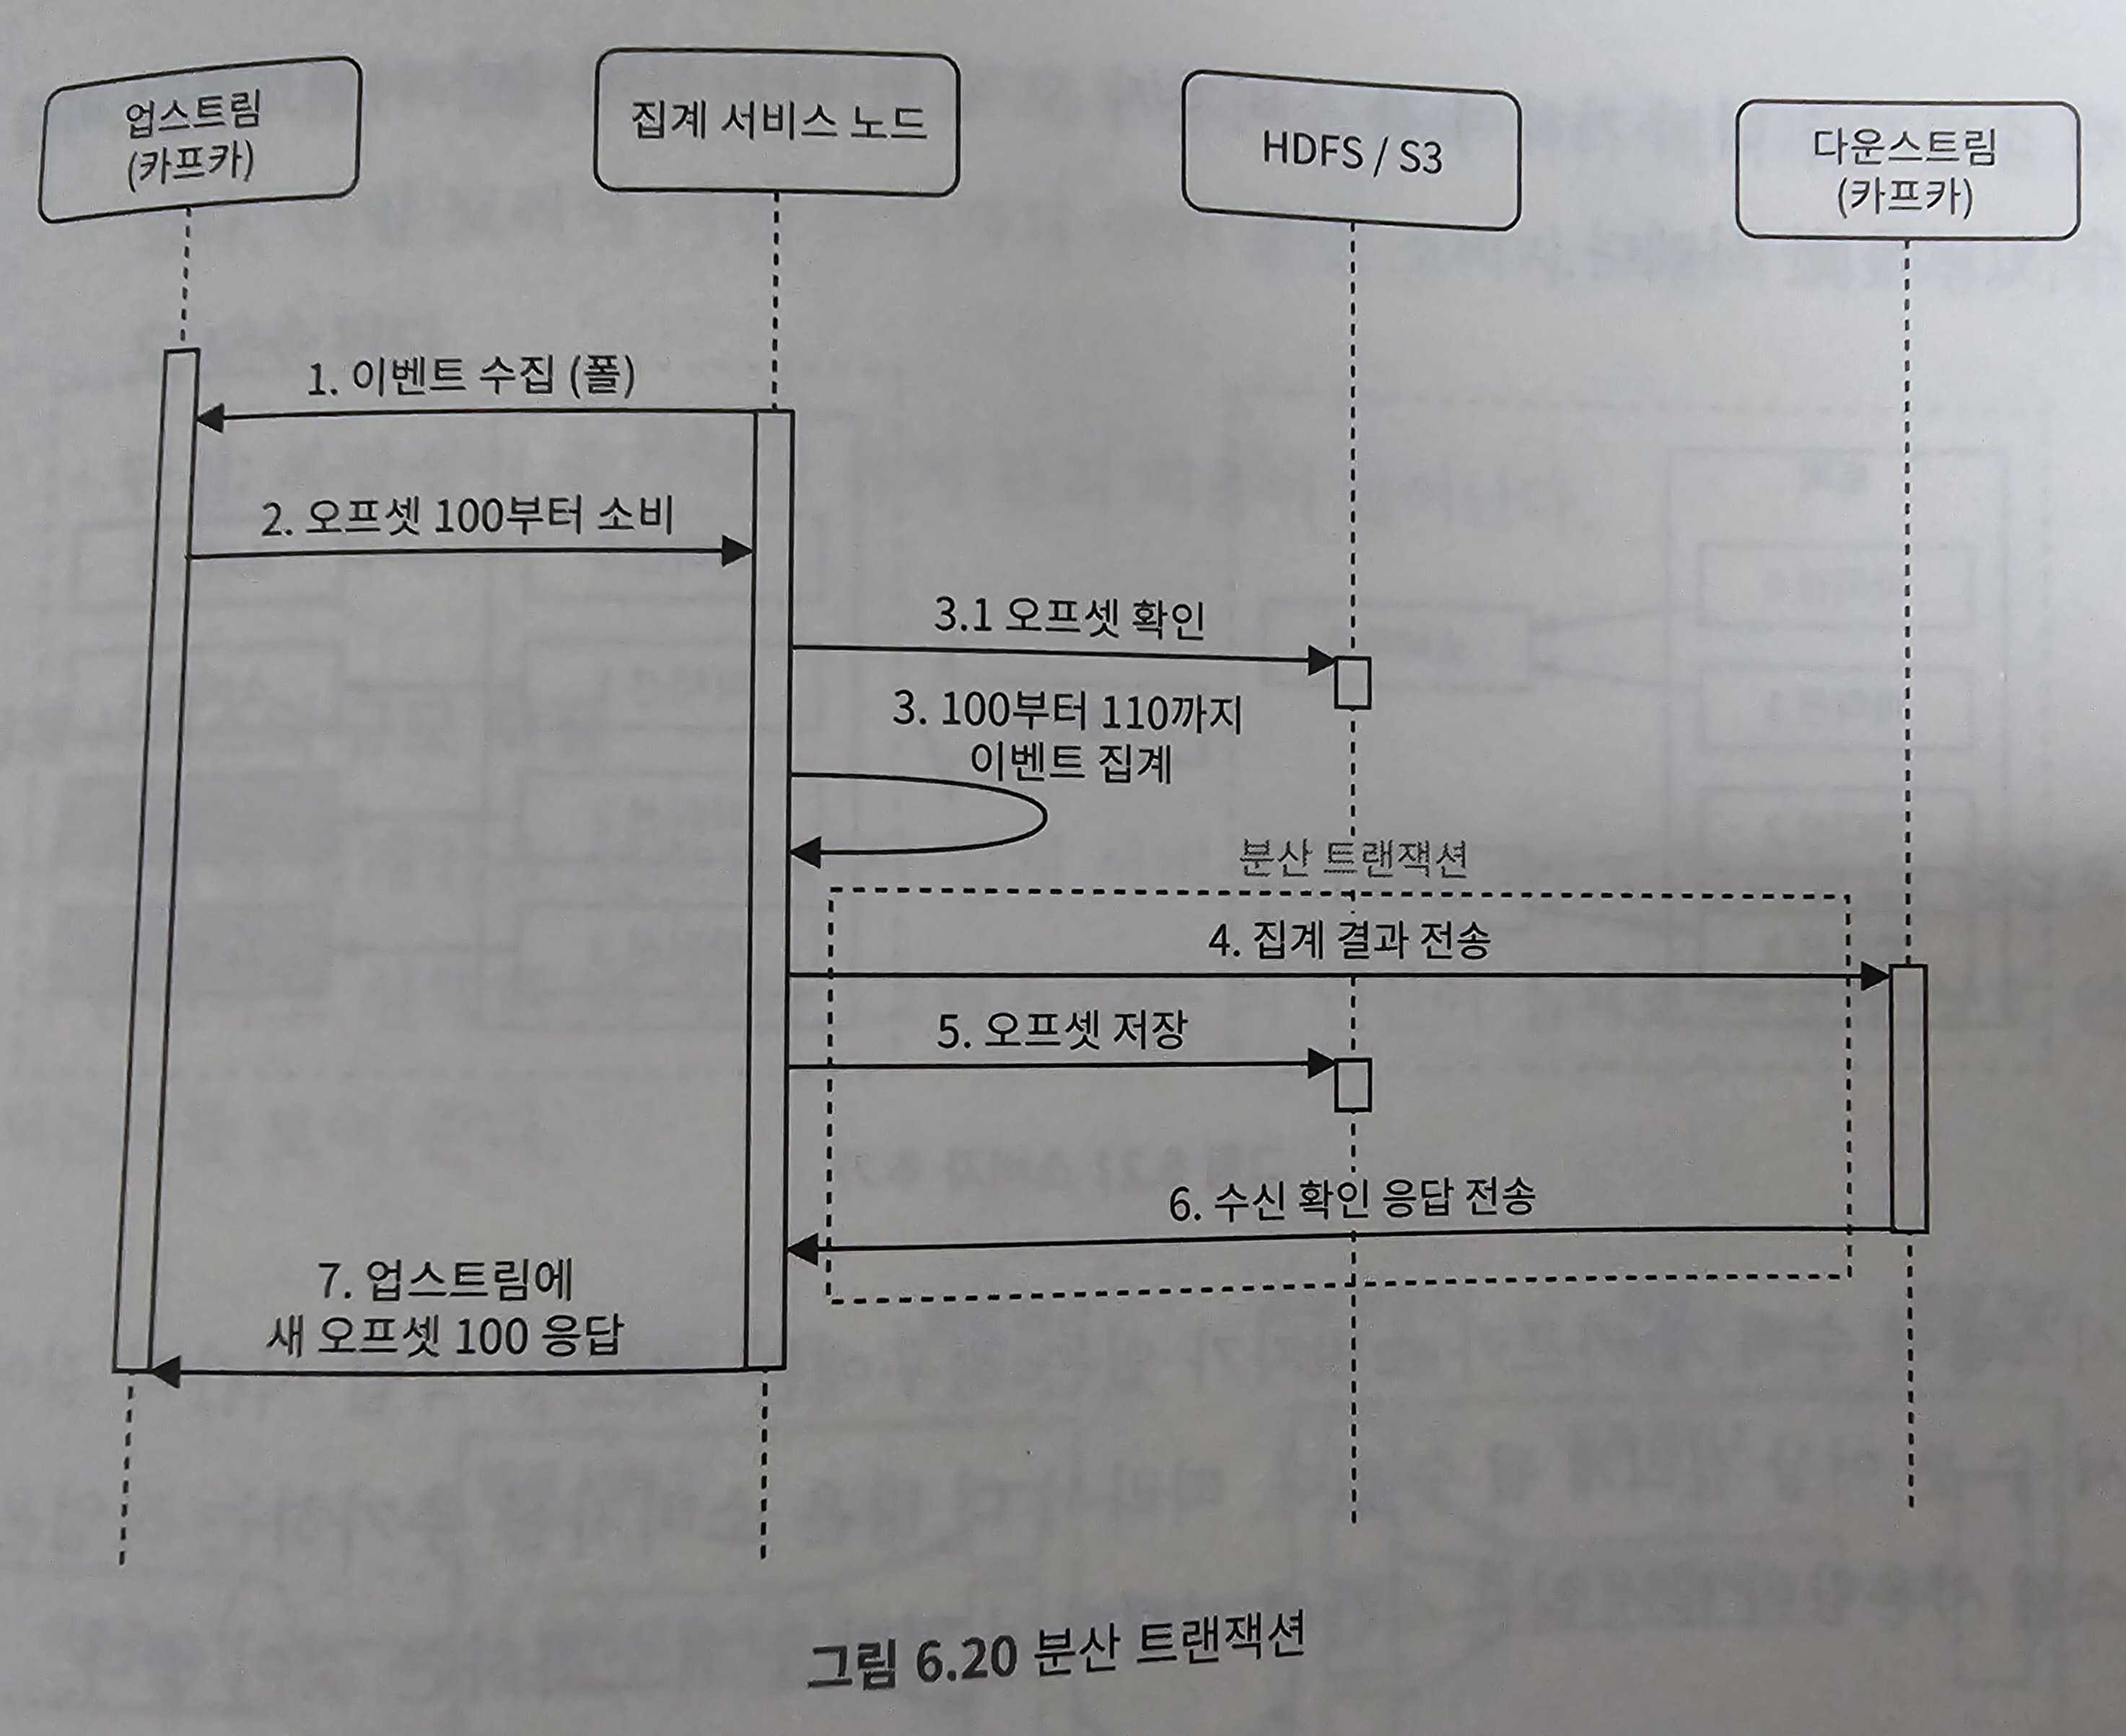 업스트림
(카프카)
집계 서비스 노드
HDFS / S3
다운스트림
(카프카)
1. 이벤트 수집 (폴)
2. 오프셋 100부터 소비
3.1 오프셋 확인
3. 100부터 110까지
이벤트 집계
분산 트랜잭션
4. 집계 결과 전송
5. 오프셋 저장
6. 수신 확인 응답 전송
7. 업스트림에
새 오프셋 100 응답
그림 6.20 분산 트랜잭션